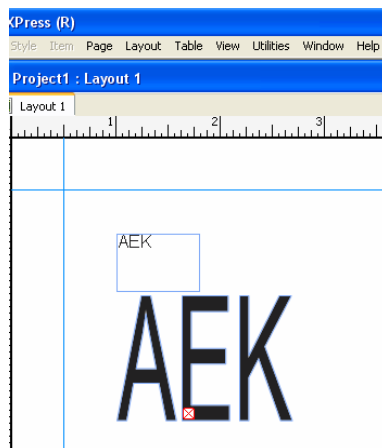 XPress (R)
Style Item Page Layout Table View Utilities Window Help
Project1 : Layout 1
Layout 1
1 2 3
AEK
AEK